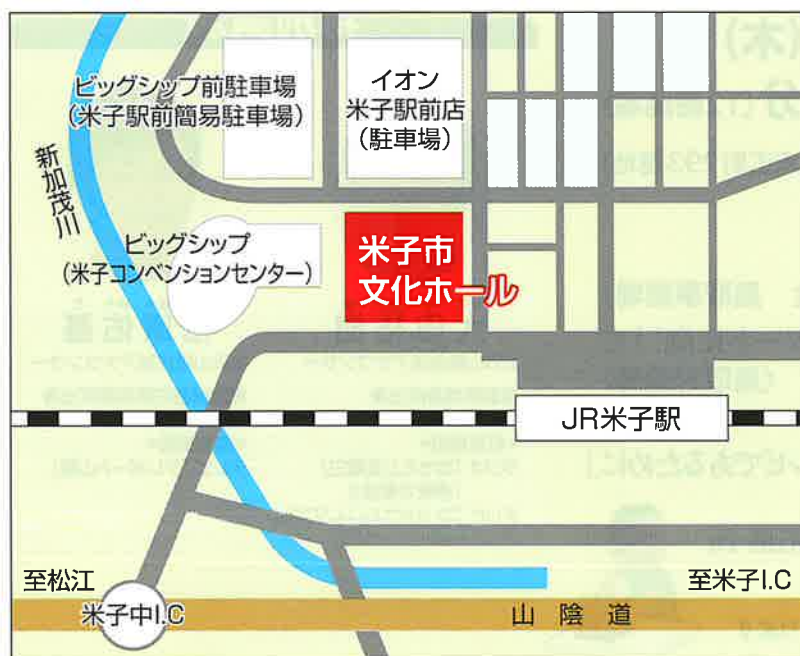 ビッグシップ前駐車場
（米子駅前簡易駐車場）
イオン
米子駅前店
（駐車場）
新加茂川
ビッグシップ
（米子コンベンションセンター）
米子市
文化ホール
JR米子駅
至松江
至米子I.C
米子中I.C
山陰道